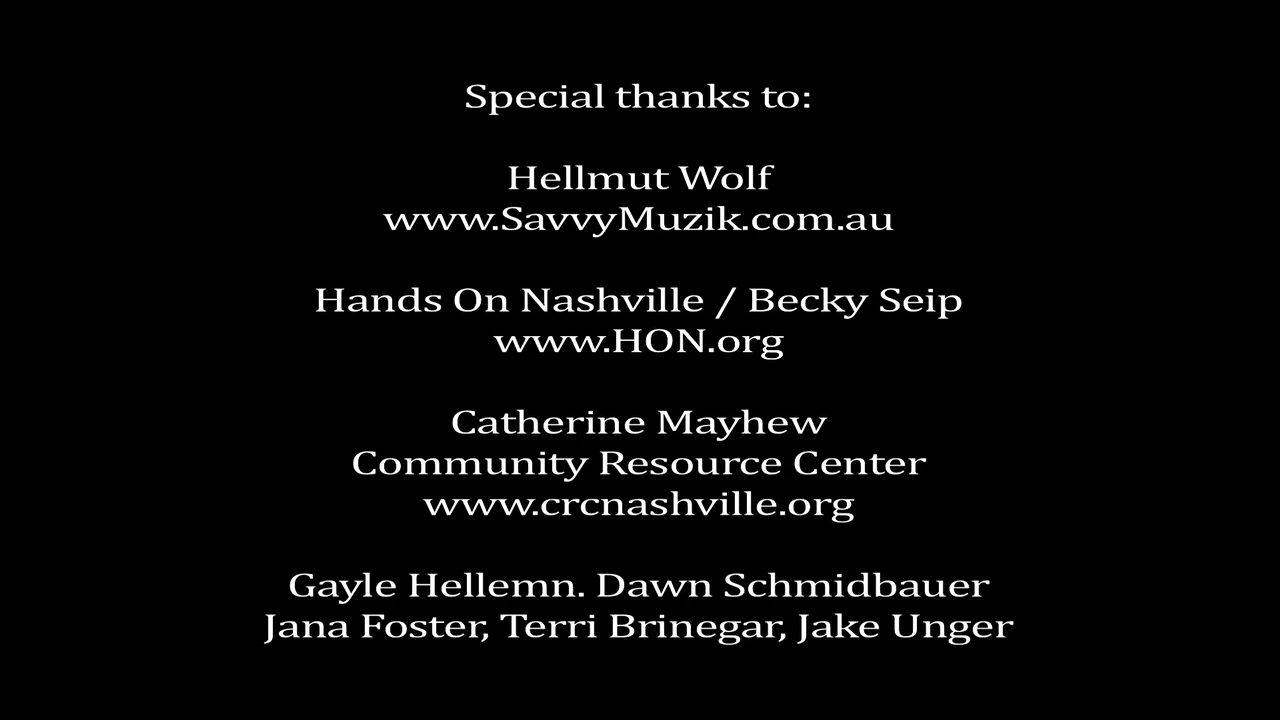 Special thanks to:
Hellmut Wolf
www.SavvyMuzik.com.au
Hands On Nashville / Becky Seip
www.HON.org
Catherine Mayhew
Community Resource Center
www.crcnashville.org
Gayle Hellemn. Dawn Schmidbauer
Jana Foster, Terri Brinegar, Jake Unger